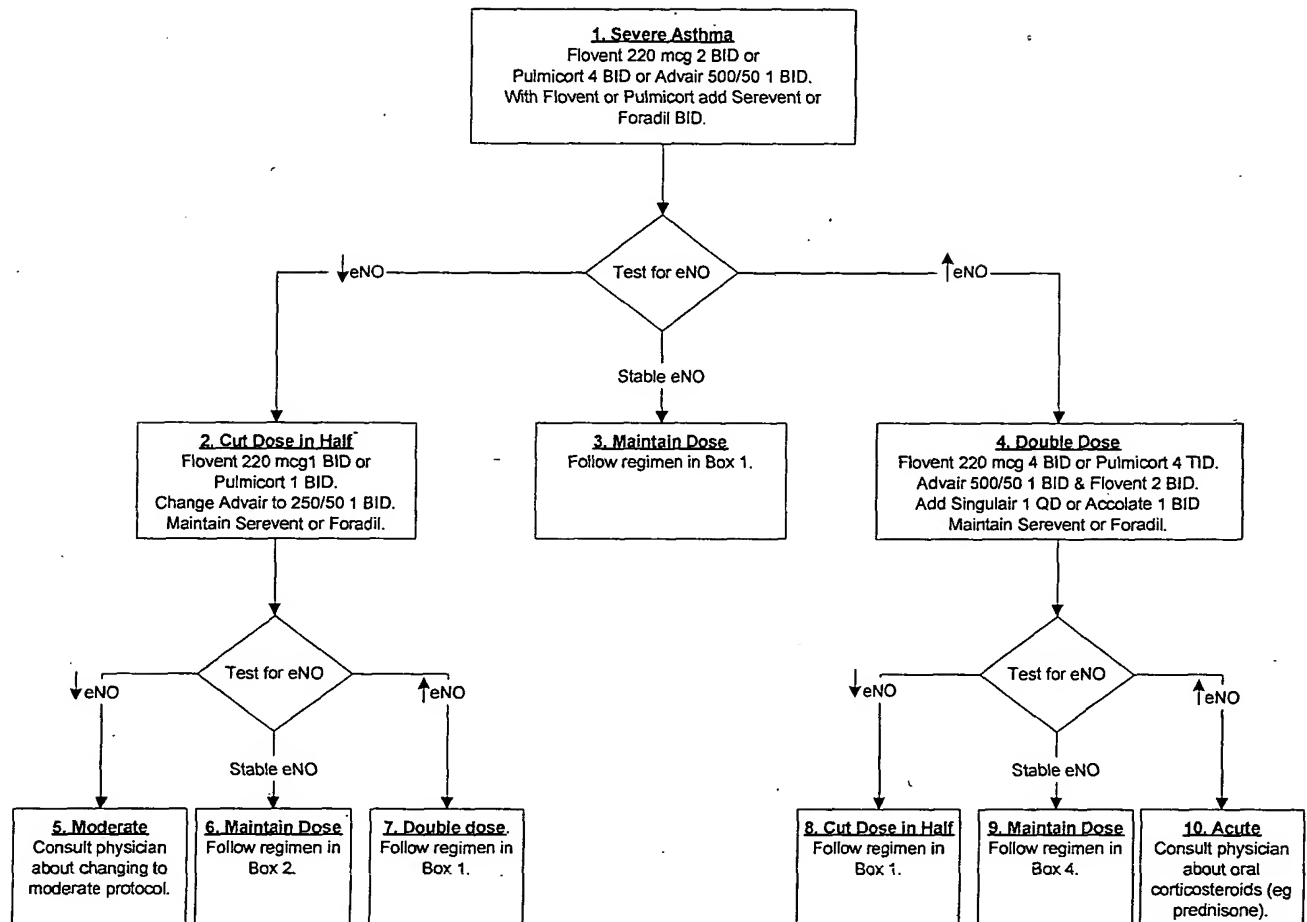 1. Severe Asthma
Flovent 220 mcg 2 BID or
Pulmicort 4 BID or Advair 500/50 1 BID.
With Flovent or Pulmicort add Serevent or
Foradil BID.
Test for eNO
↓eNO
↑eNO
Stable eNO
2. Cut Dose in Half
Flovent 220 mcg1 BID or
Pulmicort 1 BID.
Change Advair to 250/50 1 BID.
Maintain Serevent or Foradil.
3. Maintain Dose
Follow regimen in Box 1.
4. Double Dose
Flovent 220 mcg 4 BID or Pulmicort 4 TID.
Advair 500/50 1 BID & Flovent 2 BID.
Add Singulair 1 QD or Accolate 1 BID
Maintain Serevent or Foradil.
Test for eNO
↓eNO
↑eNO
Stable eNO
Test for eNO
↓eNO
↑eNO
Stable eNO
5. Moderate
Consult physician
about changing to
moderate protocol.
6. Maintain Dose
Follow regimen in
Box 2.
7. Double dose.
Follow regimen in
Box 1.
8. Cut Dose in Half
Follow regimen in
Box 1.
9. Maintain Dose
Follow regimen in
Box 4.
10. Acute
Consult physician
about oral
corticosteroids (eg
prednisone).